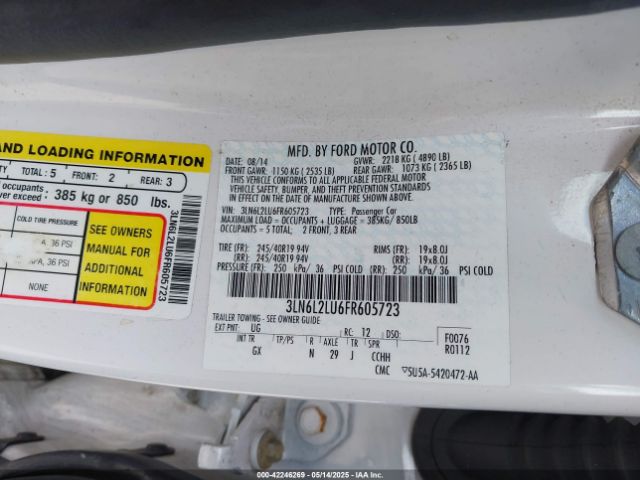 AND LOADING INFORMATION
TOTAL: 5 FRONT: 2 REAR: 3
occupants
ver exceed: 385 kg or 850 lbs.
COLD TIRE PRESSURE
A, 36 PSI
PA, 36 PSI
NONE
SEE OWNERS
MANUAL FOR
ADDITIONAL
INFORMATION
3LN6L2LU6FR605723
MFD. BY FORD MOTOR CO.
DATE: 08/14 GVWR: 2218 KG (4890 LB)
FRONT GAWR: 1150 KG (2535 LB) REAR GAWR: 1073 KG (2365 LB)
THIS VEHICLE CONFORMS TO ALL APPLICABLE FEDERAL MOTOR
VEHICLE SAFETY, BUMPER, AND THEFT PREVENTION STANDARDS
IN EFFECT ON THE DATE OF MANUFACTURE SHOWN ABOVE.
VIN: 3LN6L2LU6FR605723 TYPE: Passenger Car
MAXIMUM LOAD = OCCUPANTS + LUGGAGE = 385KG/ 850LB
OCCUPANTS = 5 TOTAL: 2 FRONT, 3 REAR
TIRE (FR): 245/40R19 94V RIMS (FR): 19x8.0J
(RR): 245/40R19 94V (RR): 19x8.0J
PRESSURE (FR): 250 kPa/ 36 PSI COLD (RR): 250 kPa/ 36 PSI COLD
3LN6L2LU6FR605723
TRAILER TOWING - SEE OWNER GUIDE
EXT PNT: UG RC: 12 DSO: F0076
INT TR TP/PS R AXLE TR SPR R0112
GX N 29 J CCHH
CMC 5U5A-5420472-AA
000-42246269 - 05/14/2025 - IAAHOLDINGS, LLC